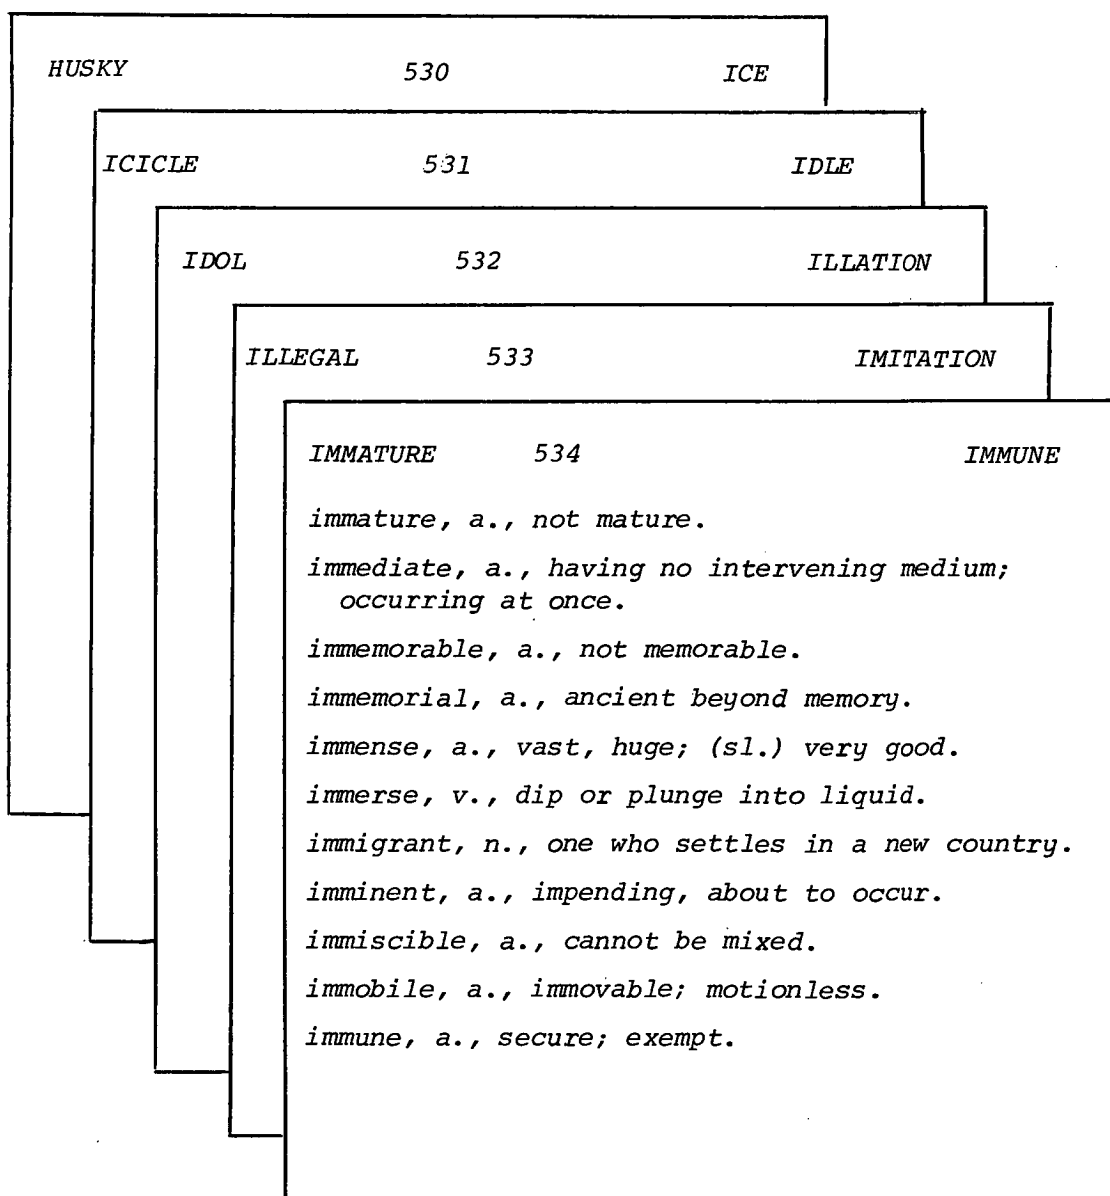 HUSKY 530 ICE
ICICLE 531 IDLE
IDOL 532 ILLATION
ILLEGAL 533 IMITATION
IMMATURE 534 IMMUNE
immature, a., not mature.
immediate, a., having no intervening medium;
occurring at once.
immemorable, a., not memorable.
immemorial, a., ancient beyond memory.
immense, a., vast, huge; (sl.) very good.
immerse, v., dip or plunge into liquid.
immigrant, n., one who settles in a new country.
imminent, a., impending, about to occur.
immiscible, a., cannot be mixed.
immobile, a., immovable; motionless.
immune, a., secure; exempt.